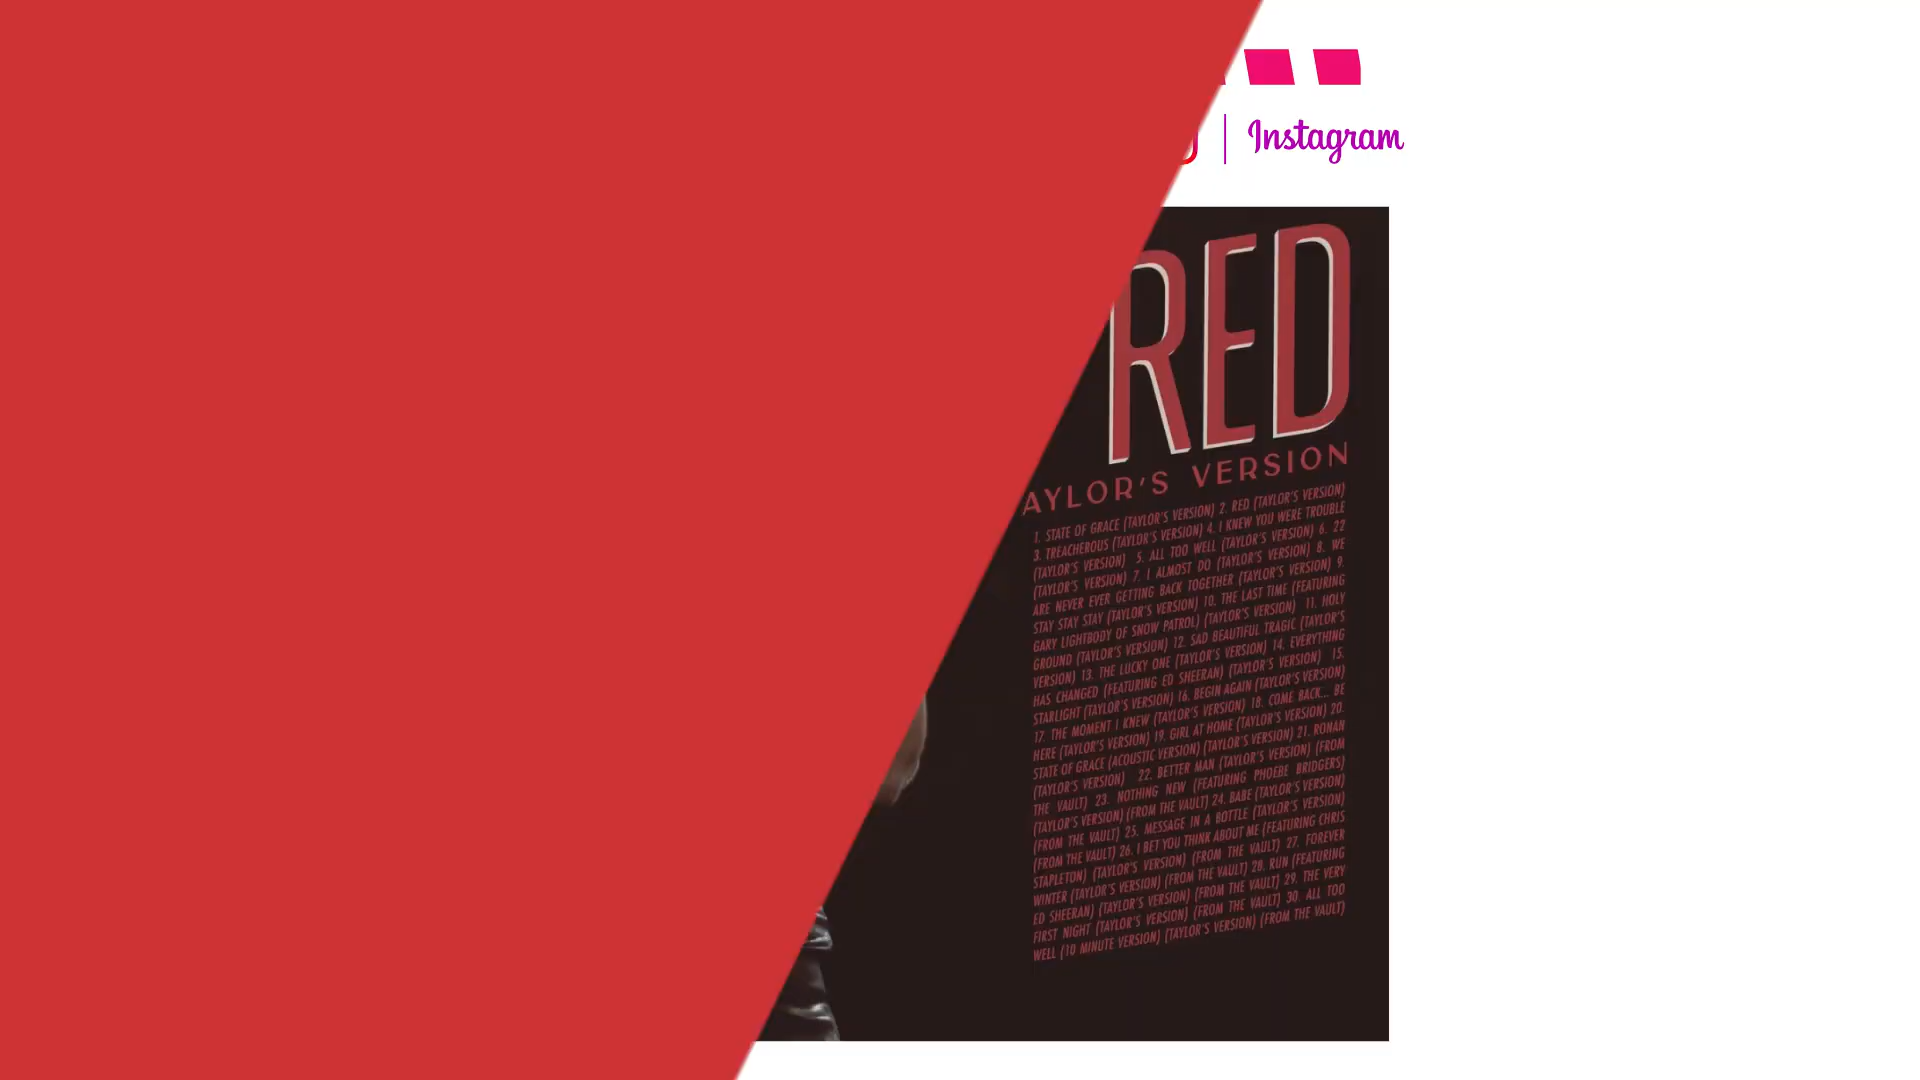 Instagram
RED
AYLOR'S VERSION
1. STATE OF GRACE (TAYLOR'S VERSION) 2. RED (TAYLOR'S VERSION)
3. TREACHEROUS (TAYLOR'S VERSION) 4. I KNEW YOU WERE TROUBLE
(TAYLOR'S VERSION) 5. ALL TOO WELL (TAYLOR'S VERSION) 6. 22
(TAYLOR'S VERSION) 7. I ALMOST DO (TAYLOR'S VERSION) 8. WE
ARE NEVER EVER GETTING BACK TOGETHER (TAYLOR'S VERSION) 9.
STAY STAY STAY (TAYLOR'S VERSION) 10. THE LAST TIME (FEATURING
GARY LIGHTBODY OF SNOW PATROL) (TAYLOR'S VERSION) 11. HOLY
GROUND (TAYLOR'S VERSION) 12. SAD BEAUTIFUL TRAGIC (TAYLOR'S
VERSION) 13. THE LUCKY ONE (TAYLOR'S VERSION) 14. EVERYTHING
HAS CHANGED (FEATURING ED SHEERAN) (TAYLOR'S VERSION) 15.
STARLIGHT (TAYLOR'S VERSION) 16. BEGIN AGAIN (TAYLOR'S VERSION)
17. THE MOMENT I KNEW (TAYLOR'S VERSION) 18. COME BACK... BE
HERE (TAYLOR'S VERSION) 19. GIRL AT HOME (TAYLOR'S VERSION) 20.
STATE OF GRACE (ACOUSTIC VERSION) (TAYLOR'S VERSION) 21. RONAN
(TAYLOR'S VERSION) 22. BETTER MAN (TAYLOR'S VERSION) (FROM
THE VAULT) 23. NOTHING NEW (FEATURING PHOEBE BRIDGERS)
(TAYLOR'S VERSION) (FROM THE VAULT) 24. BABE (TAYLOR'S VERSION)
(FROM THE VAULT) 25. MESSAGE IN A BOTTLE (TAYLOR'S VERSION)
(FROM THE VAULT) 26. I BET YOU THINK ABOUT ME (FEATURING CHRIS
STAPLETON) (TAYLOR'S VERSION) (FROM THE VAULT) 27. FOREVER
WINTER (TAYLOR'S VERSION) (FROM THE VAULT) 28. RUN (FEATURING
ED SHEERAN) (TAYLOR'S VERSION) (FROM THE VAULT) 29. THE VERY
FIRST NIGHT (TAYLOR'S VERSION) (FROM THE VAULT) 30. ALL TOO
WELL (10 MINUTE VERSION) (TAYLOR'S VERSION) (FROM THE VAULT)